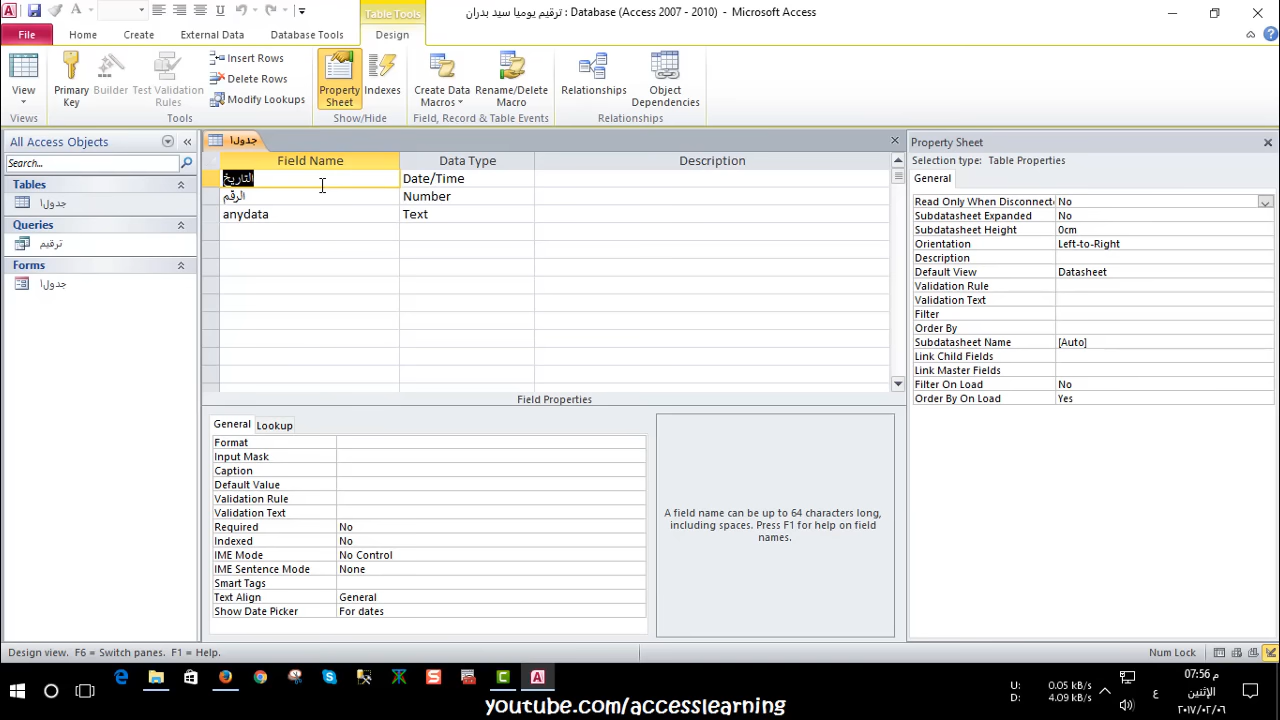 ترقيم يوميا سيد بدران : Database (Access 2007 - 2010) - Microsoft Access
Table Tools
File Home Create External Data Database Tools Design
View
Primary Key
Builder
Test Validation Rules
Insert Rows
Delete Rows
Modify Lookups
Property Sheet
Indexes
Create Data Macros
Rename/Delete Macro
Relationships
Object Dependencies
Views Tools Show/Hide Field, Record & Table Events Relationships
All Access Objects
Search...
Tables
جدول١
Queries
ترقيم
Forms
جدول١
جدول١
Field Name Data Type Description
التاريخ Date/Time
الرقم Number
anydata Text
Field Properties
General Lookup
Format
Input Mask
Caption
Default Value
Validation Rule
Validation Text
Required No
Indexed No
IME Mode No Control
IME Sentence Mode None
Smart Tags
Text Align General
Show Date Picker For dates
A field name can be up to 64 characters long,
including spaces. Press F1 for help on field
names.
Property Sheet
Selection type: Table Properties
General
Read Only When Disconnect No
Subdatasheet Expanded No
Subdatasheet Height 0cm
Orientation Left-to-Right
Description
Default View Datasheet
Validation Rule
Validation Text
Filter
Order By
Subdatasheet Name [Auto]
Link Child Fields
Link Master Fields
Filter On Load No
Order By On Load Yes
Design view. F6 = Switch panes. F1 = Help.
Num Lock
U: 0.05 kB/s
D: 4.09 kB/s
ع
07:56 م
الإثنين
٢٠١٧/٠٢/٠٦
youtube.com/accesslearning